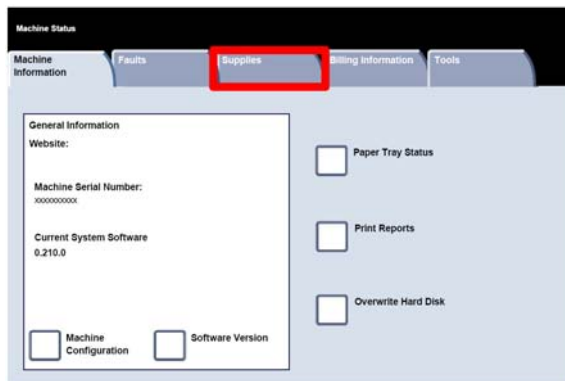 Machine Status
Machine
Information
Faults
Supplies
Billing Information
Tools
General Information
Website:
Machine Serial Number:
xxxxxxxxxx
Current System Software
0.210.0
Machine
Configuration
Software Version
Paper Tray Status
Print Reports
Overwrite Hard Disk